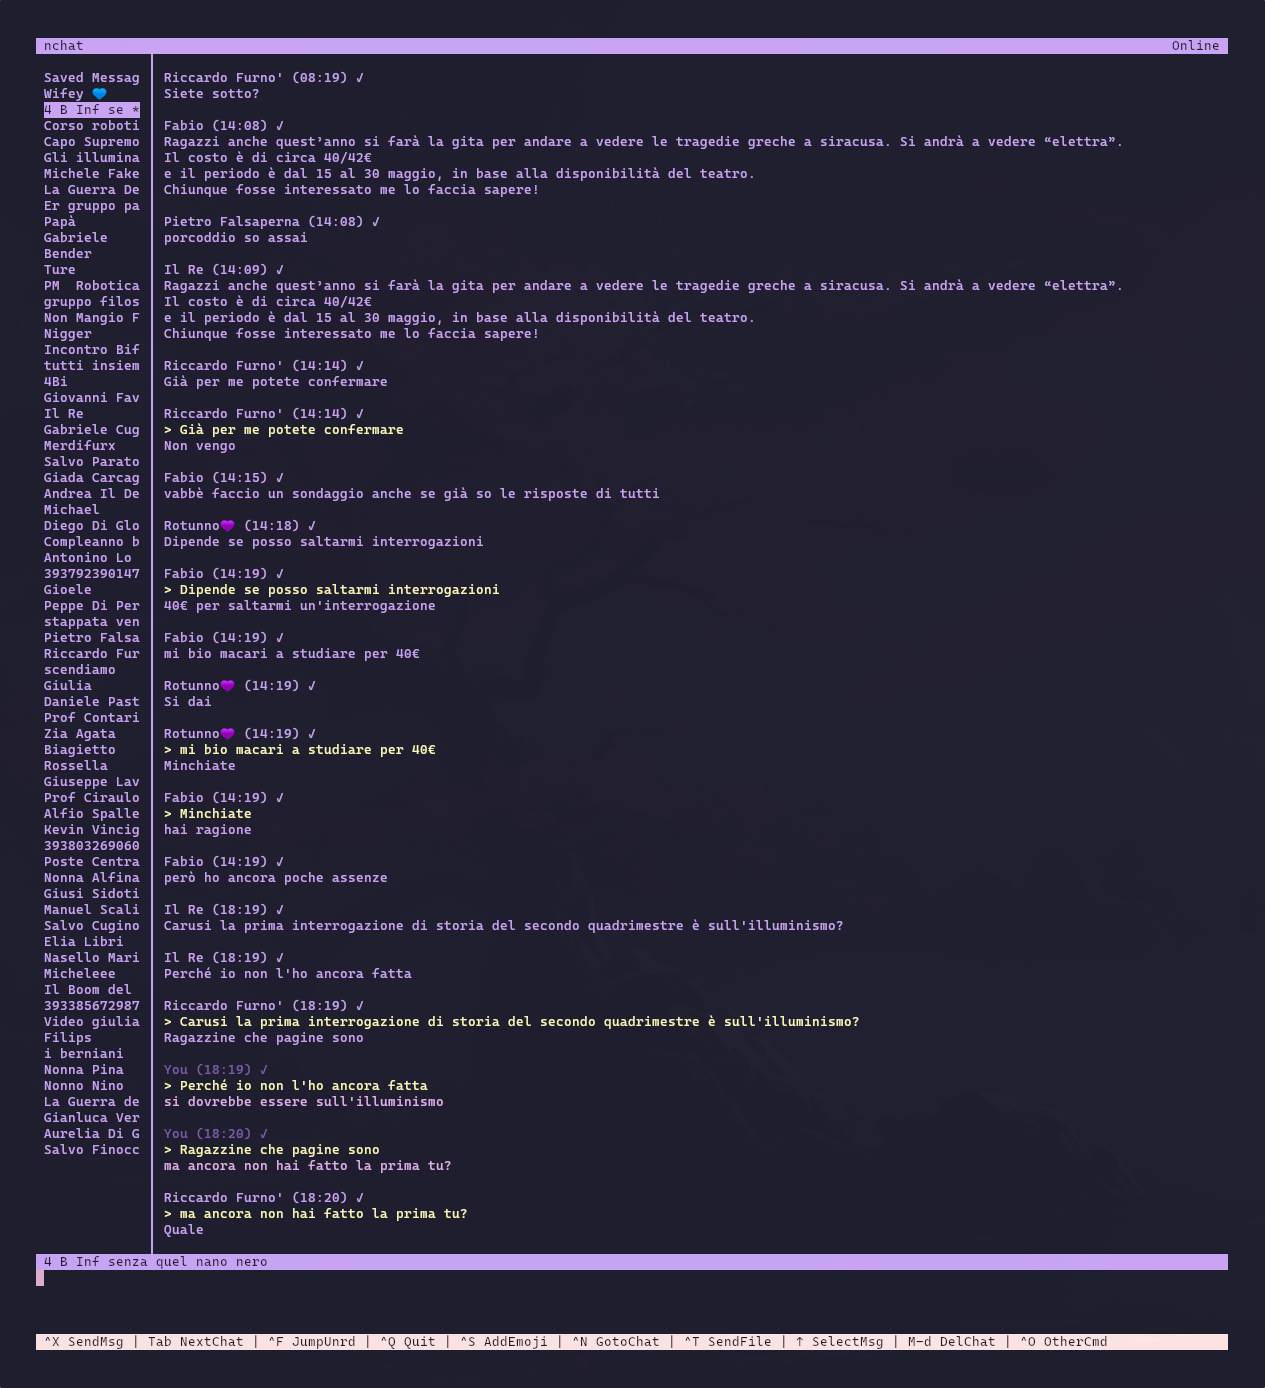 nchat Online
Saved Messag
Wifey 💙
4 B Inf se *
Corso roboti
Capo Supremo
Gli illumina
Michele Fake
La Guerra De
Er gruppo pa
Papà
Gabriele
Bender
Ture
PM  Robotica
gruppo filos
Non Mangio F
Nigger
Incontro Bif
tutti insiem
4Bi
Giovanni Fav
Il Re
Gabriele Cug
Merdifurx
Salvo Parato
Giada Carcag
Andrea Il De
Michael
Diego Di Glo
Compleanno b
Antonino Lo
393792390147
Gioele
Peppe Di Per
stappata ven
Pietro Falsa
Riccardo Fur
scendiamo
Giulia
Daniele Past
Prof Contari
Zia Agata
Biagietto
Rossella
Giuseppe Lav
Prof Ciraulo
Alfio Spalle
Kevin Vincig
393803269060
Poste Centra
Nonna Alfina
Giusi Sidoti
Manuel Scali
Salvo Cugino
Elia Libri
Nasello Mari
Micheleee
Il Boom del
393385672987
Video giulia
Filips
i berniani
Nonna Pina
Nonno Nino
La Guerra de
Gianluca Ver
Aurelia Di G
Salvo Finocc
Riccardo Furno' (08:19) ✓
Siete sotto?
Fabio (14:08) ✓
Ragazzi anche quest’anno si farà la gita per andare a vedere le tragedie greche a siracusa. Si andrà a vedere “elettra”.
Il costo è di circa 40/42€
e il periodo è dal 15 al 30 maggio, in base alla disponibilità del teatro.
Chiunque fosse interessato me lo faccia sapere!
Pietro Falsaperna (14:08) ✓
porcoddio so assai
Il Re (14:09) ✓
Ragazzi anche quest’anno si farà la gita per andare a vedere le tragedie greche a siracusa. Si andrà a vedere “elettra”.
Il costo è di circa 40/42€
e il periodo è dal 15 al 30 maggio, in base alla disponibilità del teatro.
Chiunque fosse interessato me lo faccia sapere!
Riccardo Furno' (14:14) ✓
Già per me potete confermare
Riccardo Furno' (14:14) ✓
> Già per me potete confermare
Non vengo
Fabio (14:15) ✓
vabbè faccio un sondaggio anche se già so le risposte di tutti
Rotunno💜 (14:18) ✓
Dipende se posso saltarmi interrogazioni
Fabio (14:19) ✓
> Dipende se posso saltarmi interrogazioni
40€ per saltarmi un'interrogazione
Fabio (14:19) ✓
mi bio macari a studiare per 40€
Rotunno💜 (14:19) ✓
Si dai
Rotunno💜 (14:19) ✓
> mi bio macari a studiare per 40€
Minchiate
Fabio (14:19) ✓
> Minchiate
hai ragione
Fabio (14:19) ✓
però ho ancora poche assenze
Il Re (18:19) ✓
Carusi la prima interrogazione di storia del secondo quadrimestre è sull'illuminismo?
Il Re (18:19) ✓
Perché io non l'ho ancora fatta
Riccardo Furno' (18:19) ✓
> Carusi la prima interrogazione di storia del secondo quadrimestre è sull'illuminismo?
Ragazzine che pagine sono
You (18:19) ✓
> Perché io non l'ho ancora fatta
si dovrebbe essere sull'illuminismo
You (18:20) ✓
> Ragazzine che pagine sono
ma ancora non hai fatto la prima tu?
Riccardo Furno' (18:20) ✓
> ma ancora non hai fatto la prima tu?
Quale
4 B Inf senza quel nano nero
^X SendMsg | Tab NextChat | ^F JumpUnrd | ^Q Quit | ^S AddEmoji | ^N GotoChat | ^T SendFile | ↑ SelectMsg | M-d DelChat | ^O OtherCmd